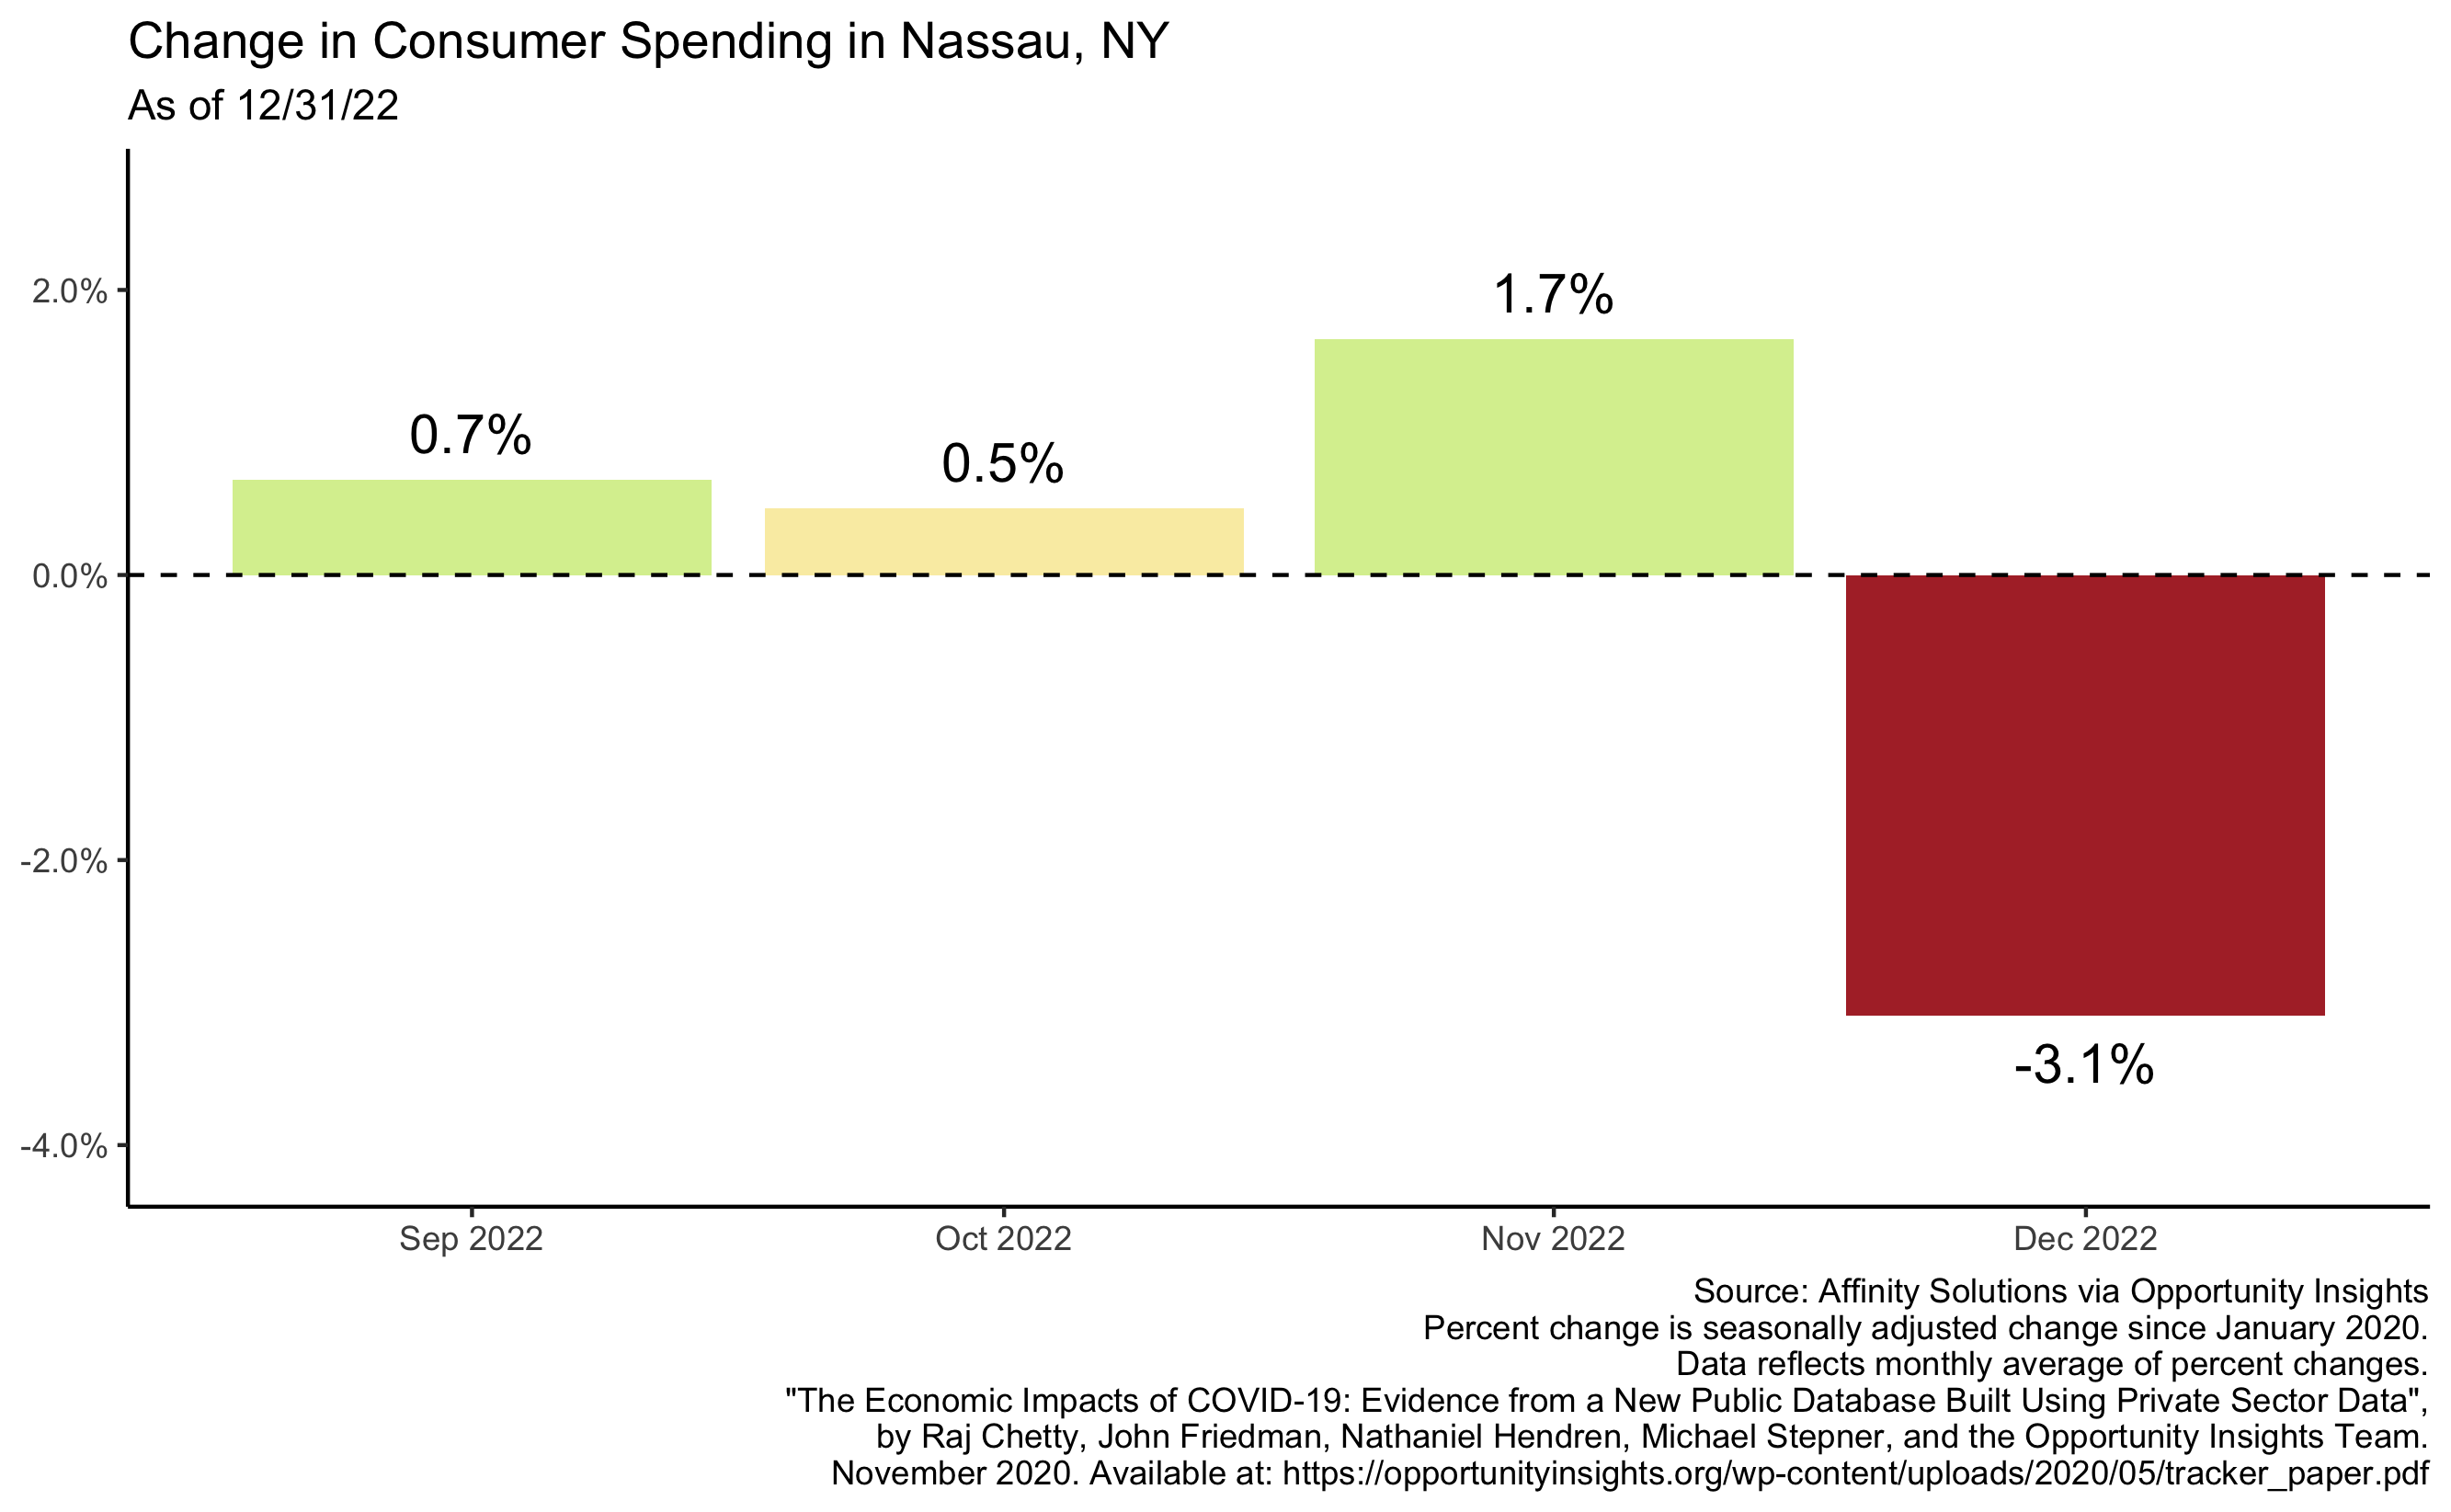 Change in Consumer Spending in Nassau, NY
As of 12/31/22
2.0%
0.0%
-2.0%
-4.0%
0.7%
0.5%
1.7%
-3.1%
Sep 2022
Oct 2022
Nov 2022
Dec 2022
Source: Affinity Solutions via Opportunity Insights
Percent change is seasonally adjusted change since January 2020.
Data reflects monthly average of percent changes.
"The Economic Impacts of COVID-19: Evidence from a New Public Database Built Using Private Sector Data",
by Raj Chetty, John Friedman, Nathaniel Hendren, Michael Stepner, and the Opportunity Insights Team.
November 2020. Available at: https://opportunityinsights.org/wp-content/uploads/2020/05/tracker_paper.pdf